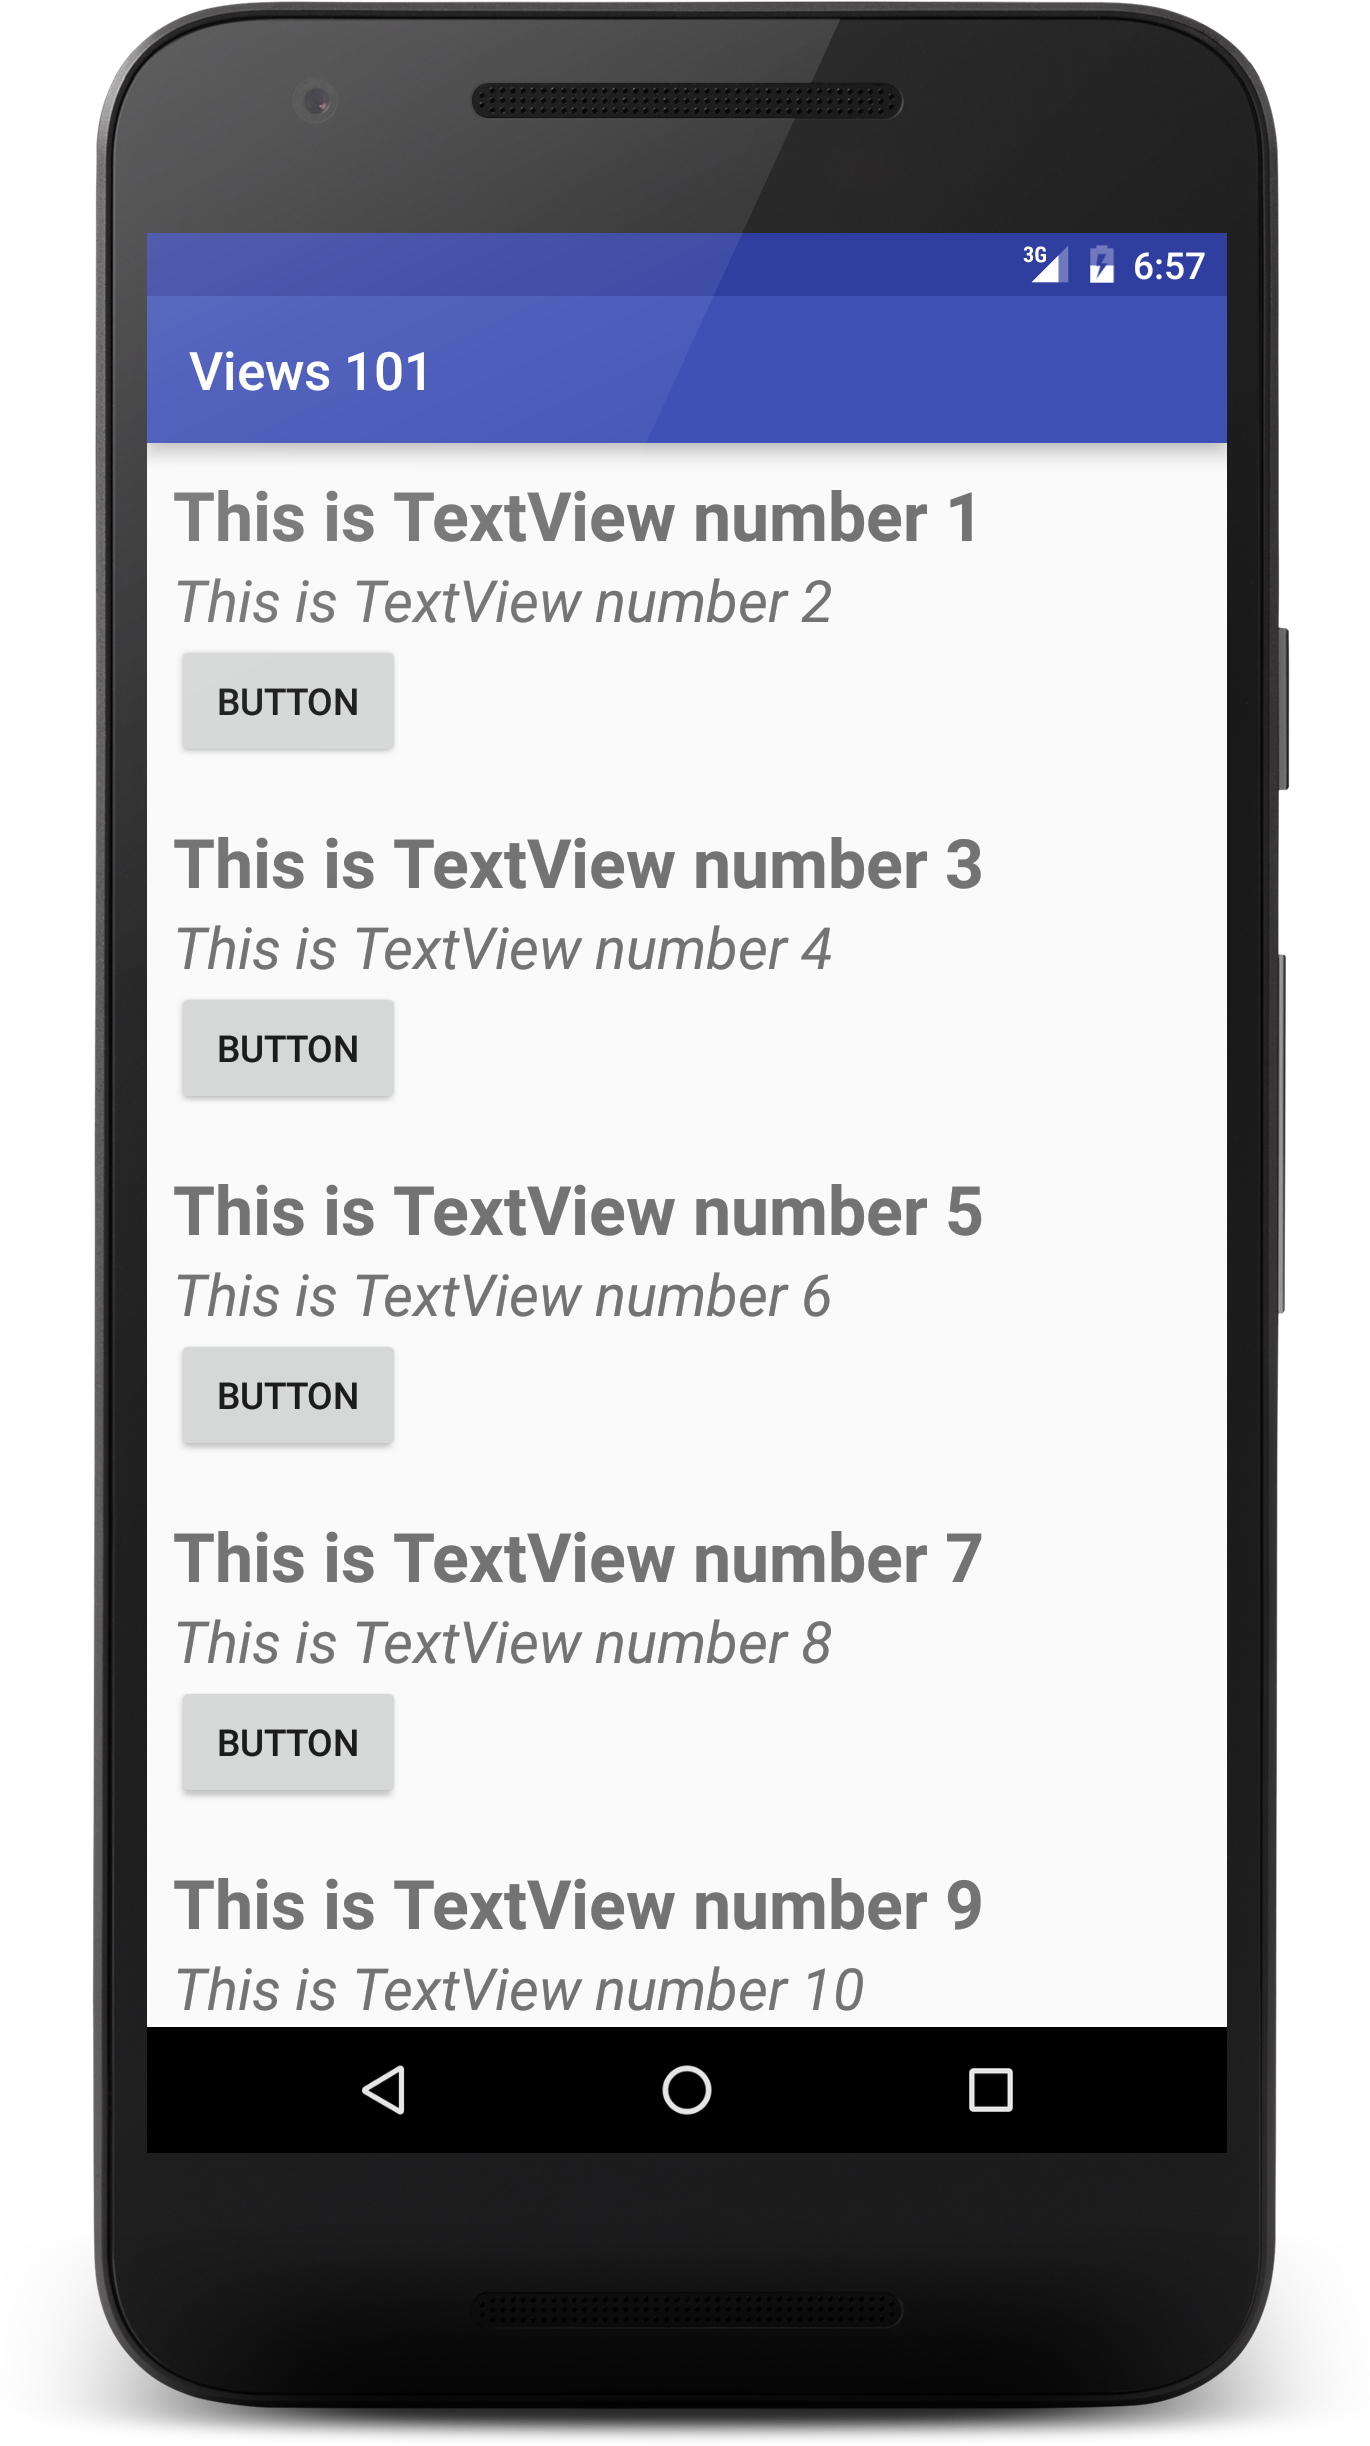 3G 6:57
Views 101
This is TextView number 1
This is TextView number 2
BUTTON
This is TextView number 3
This is TextView number 4
BUTTON
This is TextView number 5
This is TextView number 6
BUTTON
This is TextView number 7
This is TextView number 8
BUTTON
This is TextView number 9
This is TextView number 10